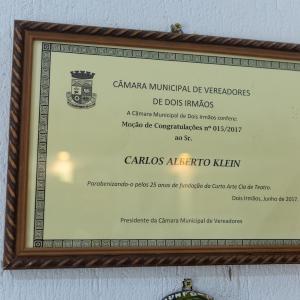 CÂMARA MUNICIPAL DE VEREADORES
DE DOIS IRMÃOS
A Câmara Municipal de Dois Irmãos confere:
Moção de Congratulações nº 015/2017
ao Sr.
CARLOS ALBERTO KLEIN
Parabenizando-o pelos 25 anos de fundação da Curto Arte Cia de Teatro.
Dois Irmãos, Junho de 2017.
Presidente da Câmara Municipal de Vereadores